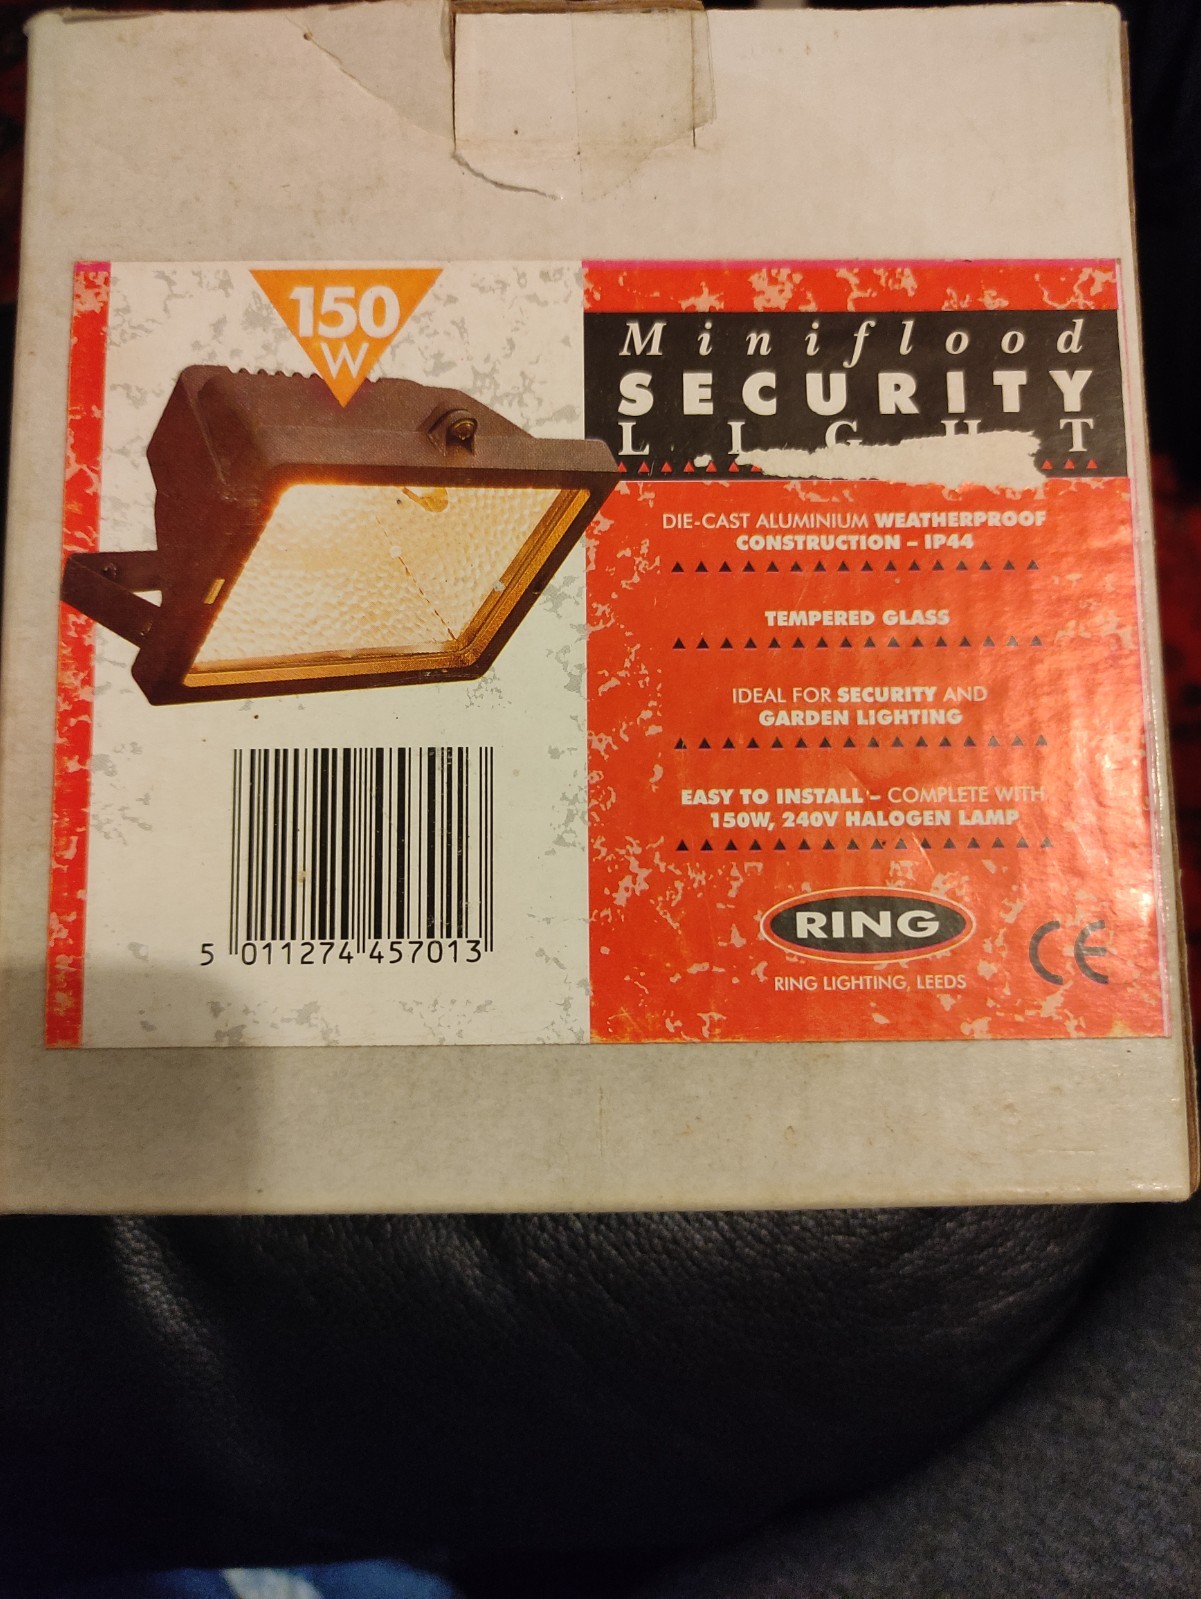 150
W
Miniflood
SECURITY
LIGHT
DIE-CAST ALUMINIUM WEATHERPROOF
CONSTRUCTION – IP44
TEMPERED GLASS
IDEAL FOR SECURITY AND
GARDEN LIGHTING
EASY TO INSTALL – COMPLETE WITH
150W, 240V HALOGEN LAMP
RING
RING LIGHTING, LEEDS
CE
5 011274 457013